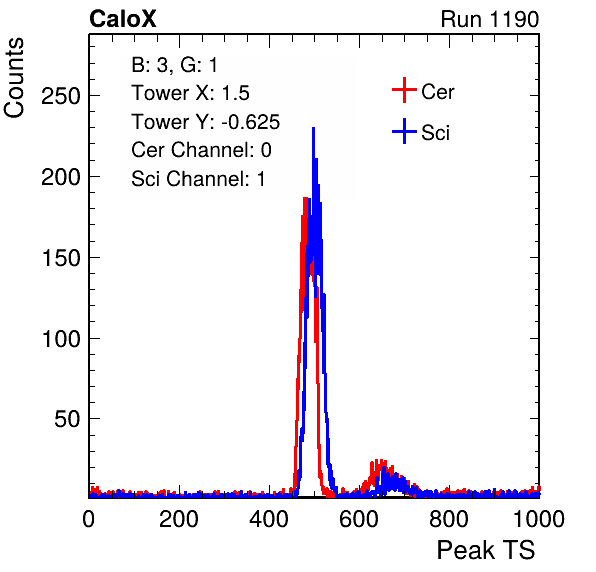 CaloX Run 1190
Counts
B: 3, G: 1
Tower X: 1.5
Tower Y: -0.625
Cer Channel: 0
Sci Channel: 1
Cer
Sci
250
200
150
100
50
0 200 400 600 800 1000
Peak TS